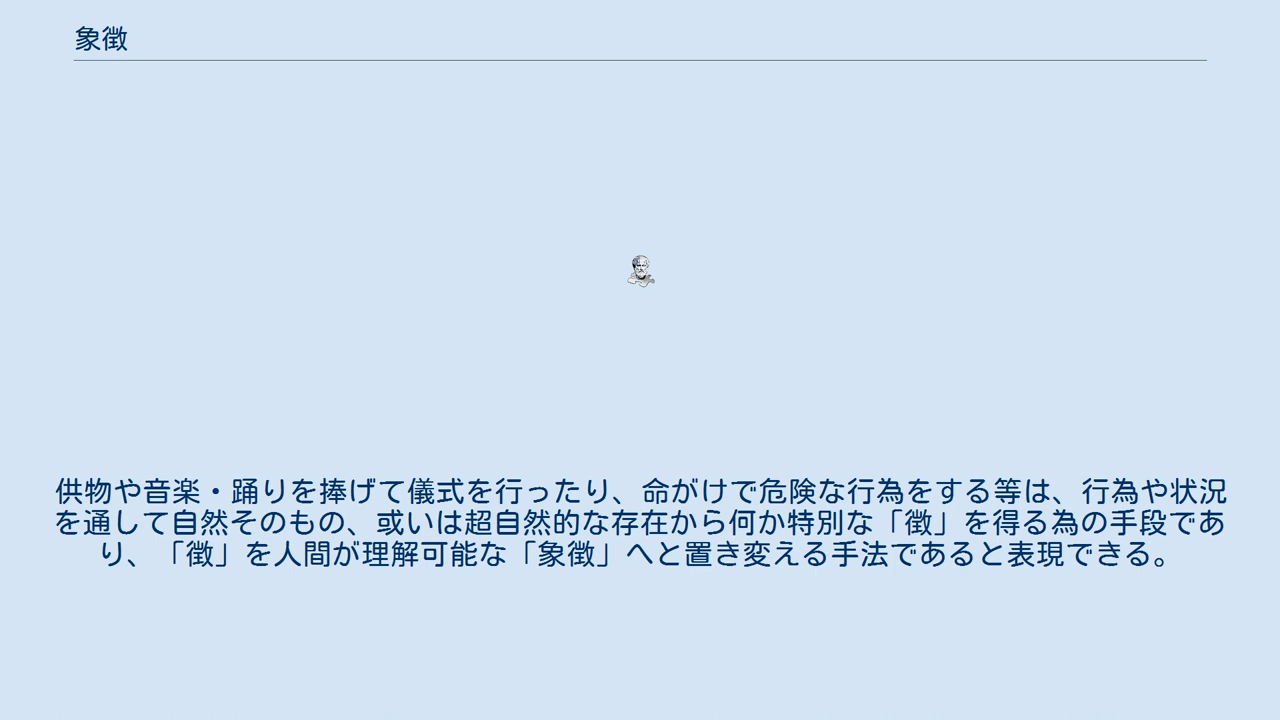 象徴
供物や音楽・踊りを捧げて儀式を行ったり、命がけで危険な行為をする等は、行為や状況
を通して自然そのもの、或いは超自然的な存在から何か特別な「徴」を得る為の手段であ
り、「徴」を人間が理解可能な「象徴」へと置き変える手法であると表現できる。